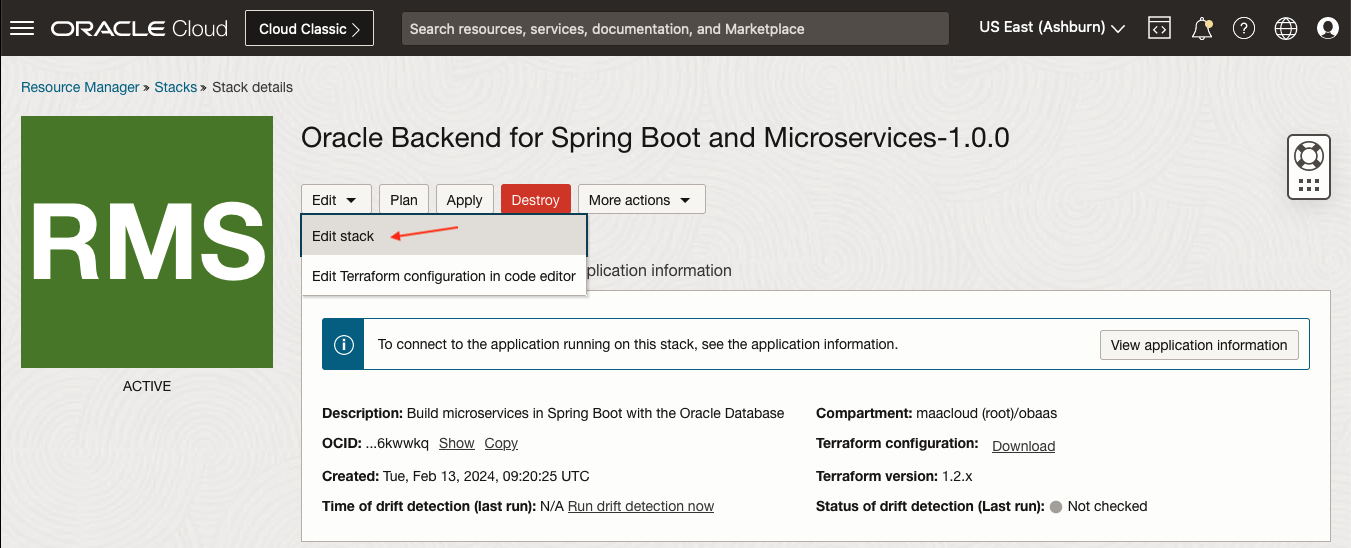 ORACLE Cloud Cloud Classic Search resources, services, documentation, and Marketplace US East (Ashburn)
Resource Manager » Stacks » Stack details
RMS
ACTIVE
Oracle Backend for Spring Boot and Microservices-1.0.0
Edit Plan Apply Destroy More actions
Edit stack
Edit Terraform configuration in code editor
plication information
To connect to the application running on this stack, see the application information. View application information
Description: Build microservices in Spring Boot with the Oracle Database Compartment: maacloud (root)/obaas
OCID: ...6kwwkq Show Copy Terraform configuration: Download
Created: Tue, Feb 13, 2024, 09:20:25 UTC Terraform version: 1.2.x
Time of drift detection (last run): N/A Run drift detection now Status of drift detection (Last run): Not checked